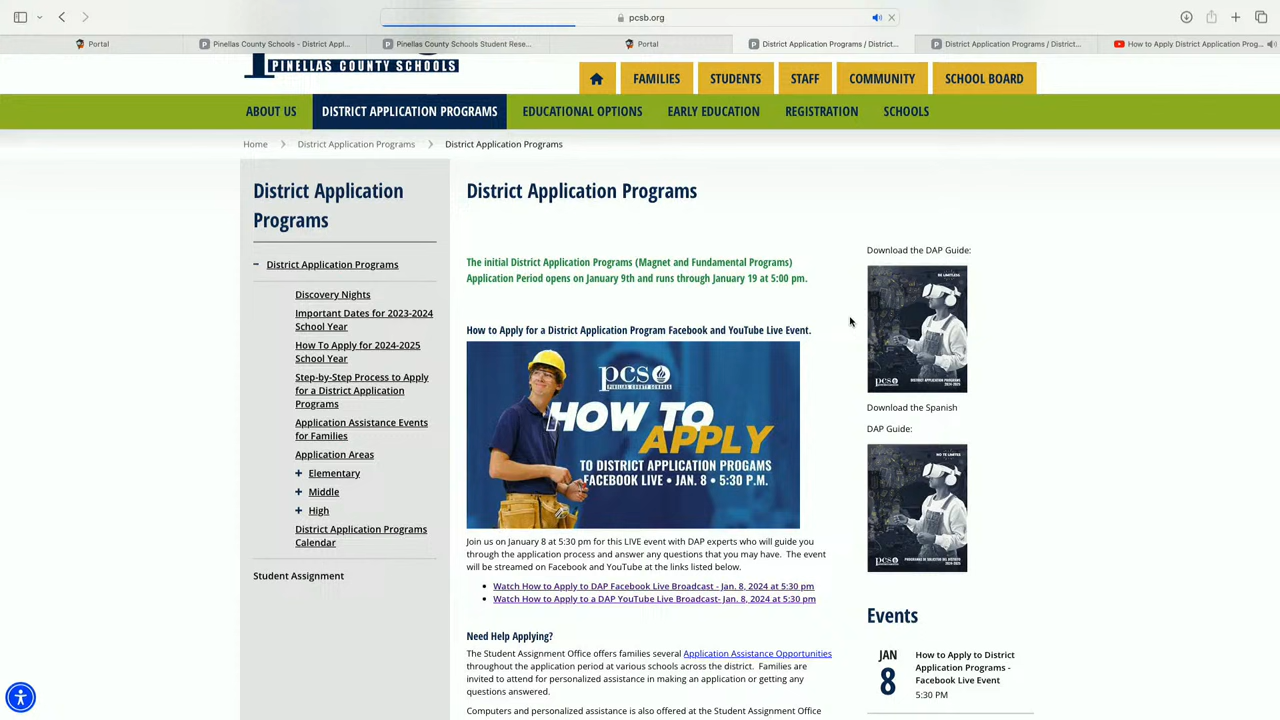 pcsb.org
Portal
Pinellas County Schools - District Appl...
Pinellas County Schools Student Rese...
Portal
District Application Programs / District...
District Application Programs / District...
How to Apply District Application Prog...
PINELLAS COUNTY SCHOOLS
FAMILIES
STUDENTS
STAFF
COMMUNITY
SCHOOL BOARD
ABOUT US
DISTRICT APPLICATION PROGRAMS
EDUCATIONAL OPTIONS
EARLY EDUCATION
REGISTRATION
SCHOOLS
Home > District Application Programs > District Application Programs
District Application
Programs
District Application Programs
Discovery Nights
Important Dates for 2023-2024
School Year
How To Apply for 2024-2025
School Year
Step-by-Step Process to Apply
for a District Application
Programs
Application Assistance Events
for Families
Application Areas
+ Elementary
+ Middle
+ High
District Application Programs
Calendar
Student Assignment
District Application Programs
The initial District Application Programs (Magnet and Fundamental Programs)
Application Period opens on January 9th and runs through January 19 at 5:00 pm.
How to Apply for a District Application Program Facebook and YouTube Live Event.
pcs
PINELLAS COUNTY SCHOOLS
HOW TO
APPLY
TO DISTRICT APPLICATION PROGAMS
FACEBOOK LIVE • JAN. 8 • 5:30 P.M.
Join us on January 8 at 5:30 pm for this LIVE event with DAP experts who will guide you
through the application process and answer any questions that you may have. The event
will be streamed on Facebook and YouTube at the links listed below.
• Watch How to Apply to DAP Facebook Live Broadcast - Jan. 8, 2024 at 5:30 pm
• Watch How to Apply to a DAP YouTube Live Broadcast- Jan. 8, 2024 at 5:30 pm
Need Help Applying?
The Student Assignment Office offers families several Application Assistance Opportunities
throughout the application period at various schools across the district. Families are
invited to attend for personalized assistance in making an application or getting any
questions answered.
Computers and personalized assistance is also offered at the Student Assignment Office
Download the DAP Guide:
BE LIMITLESS
pcs
DISTRICT APPLICATION PROGRAMS
2024-2025
Download the Spanish
DAP Guide:
NO TE LIMITES
pcs
Events
JAN
8
How to Apply to District
Application Programs -
Facebook Live Event
5:30 PM